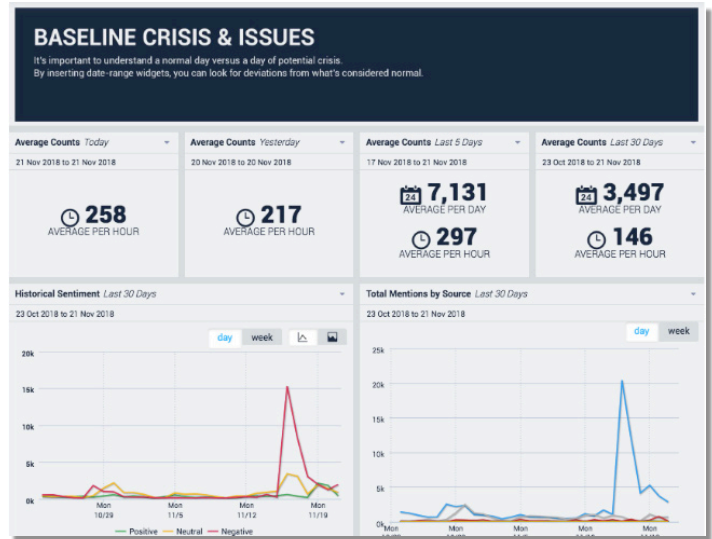 BASELINE CRISIS & ISSUES
It's important to understand a normal day versus a day of potential crisis.
By inserting date-range widgets, you can look for deviations from what's considered normal.
Average Counts Today
21 Nov 2018 to 21 Nov 2018
258
AVERAGE PER HOUR
Average Counts Yesterday
20 Nov 2018 to 20 Nov 2018
217
AVERAGE PER HOUR
Average Counts Last 5 Days
17 Nov 2018 to 21 Nov 2018
24 7,131
AVERAGE PER DAY
297
AVERAGE PER HOUR
Average Counts Last 30 Days
23 Oct 2018 to 21 Nov 2018
24 3,497
AVERAGE PER DAY
146
AVERAGE PER HOUR
Historical Sentiment Last 30 Days
23 Oct 2018 to 21 Nov 2018
day week
20k
15k
10k
5k
0k
Mon Mon Mon Mon
10/29 11/5 11/12 11/19
Positive Neutral Negative
Total Mentions by Source Last 30 Days
23 Oct 2018 to 21 Nov 2018
day week
25k
20k
15k
10k
5k
0k
Mon Mon Mon Mon